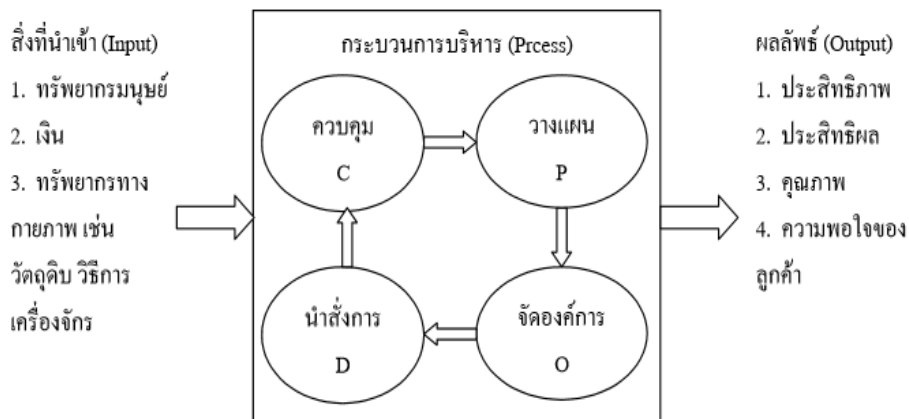 สิ่งที่นำเข้า (Input)
1. ทรัพยากรมนุษย์
2. เงิน
3. ทรัพยากรทาง
กายภาพ เช่น
วัตถุดิบ วิธีการ
เครื่องจักร
กระบวนการบริหาร (Prcess)
ควบคุม
C
วางแผน
P
นำสั่งการ
D
จัดองค์การ
O
ผลลัพธ์ (Output)
1. ประสิทธิภาพ
2. ประสิทธิผล
3. คุณภาพ
4. ความพอใจของ
ลูกค้า